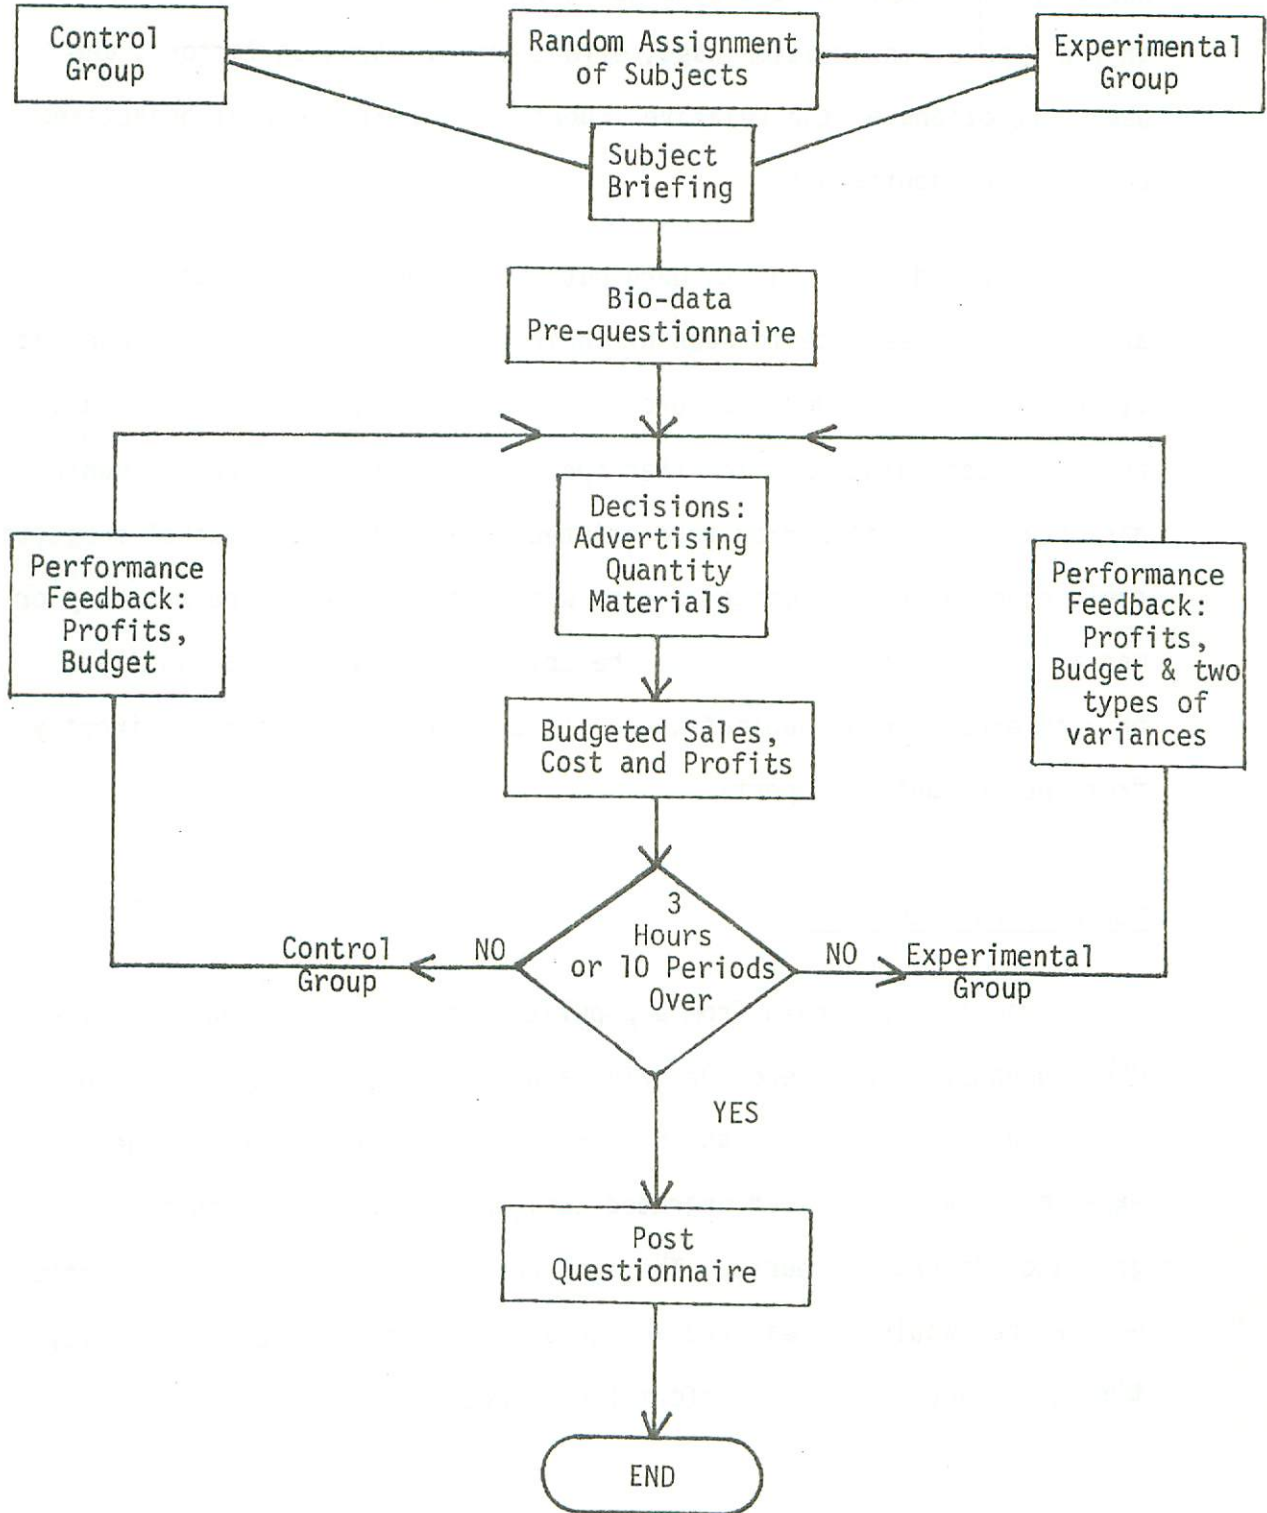 Control
Group
Random Assignment
of Subjects
Experimental
Group
Subject
Briefing
Bio-data
Pre-questionnaire
Decisions:
Advertising
Quantity
Materials
Performance
Feedback:
Profits,
Budget
Performance
Feedback:
Profits,
Budget & two
types of
variances
Budgeted Sales,
Cost and Profits
3
Hours
or 10 Periods
Over
Control
Group
NO
NO
Experimental
Group
YES
Post
Questionnaire
END